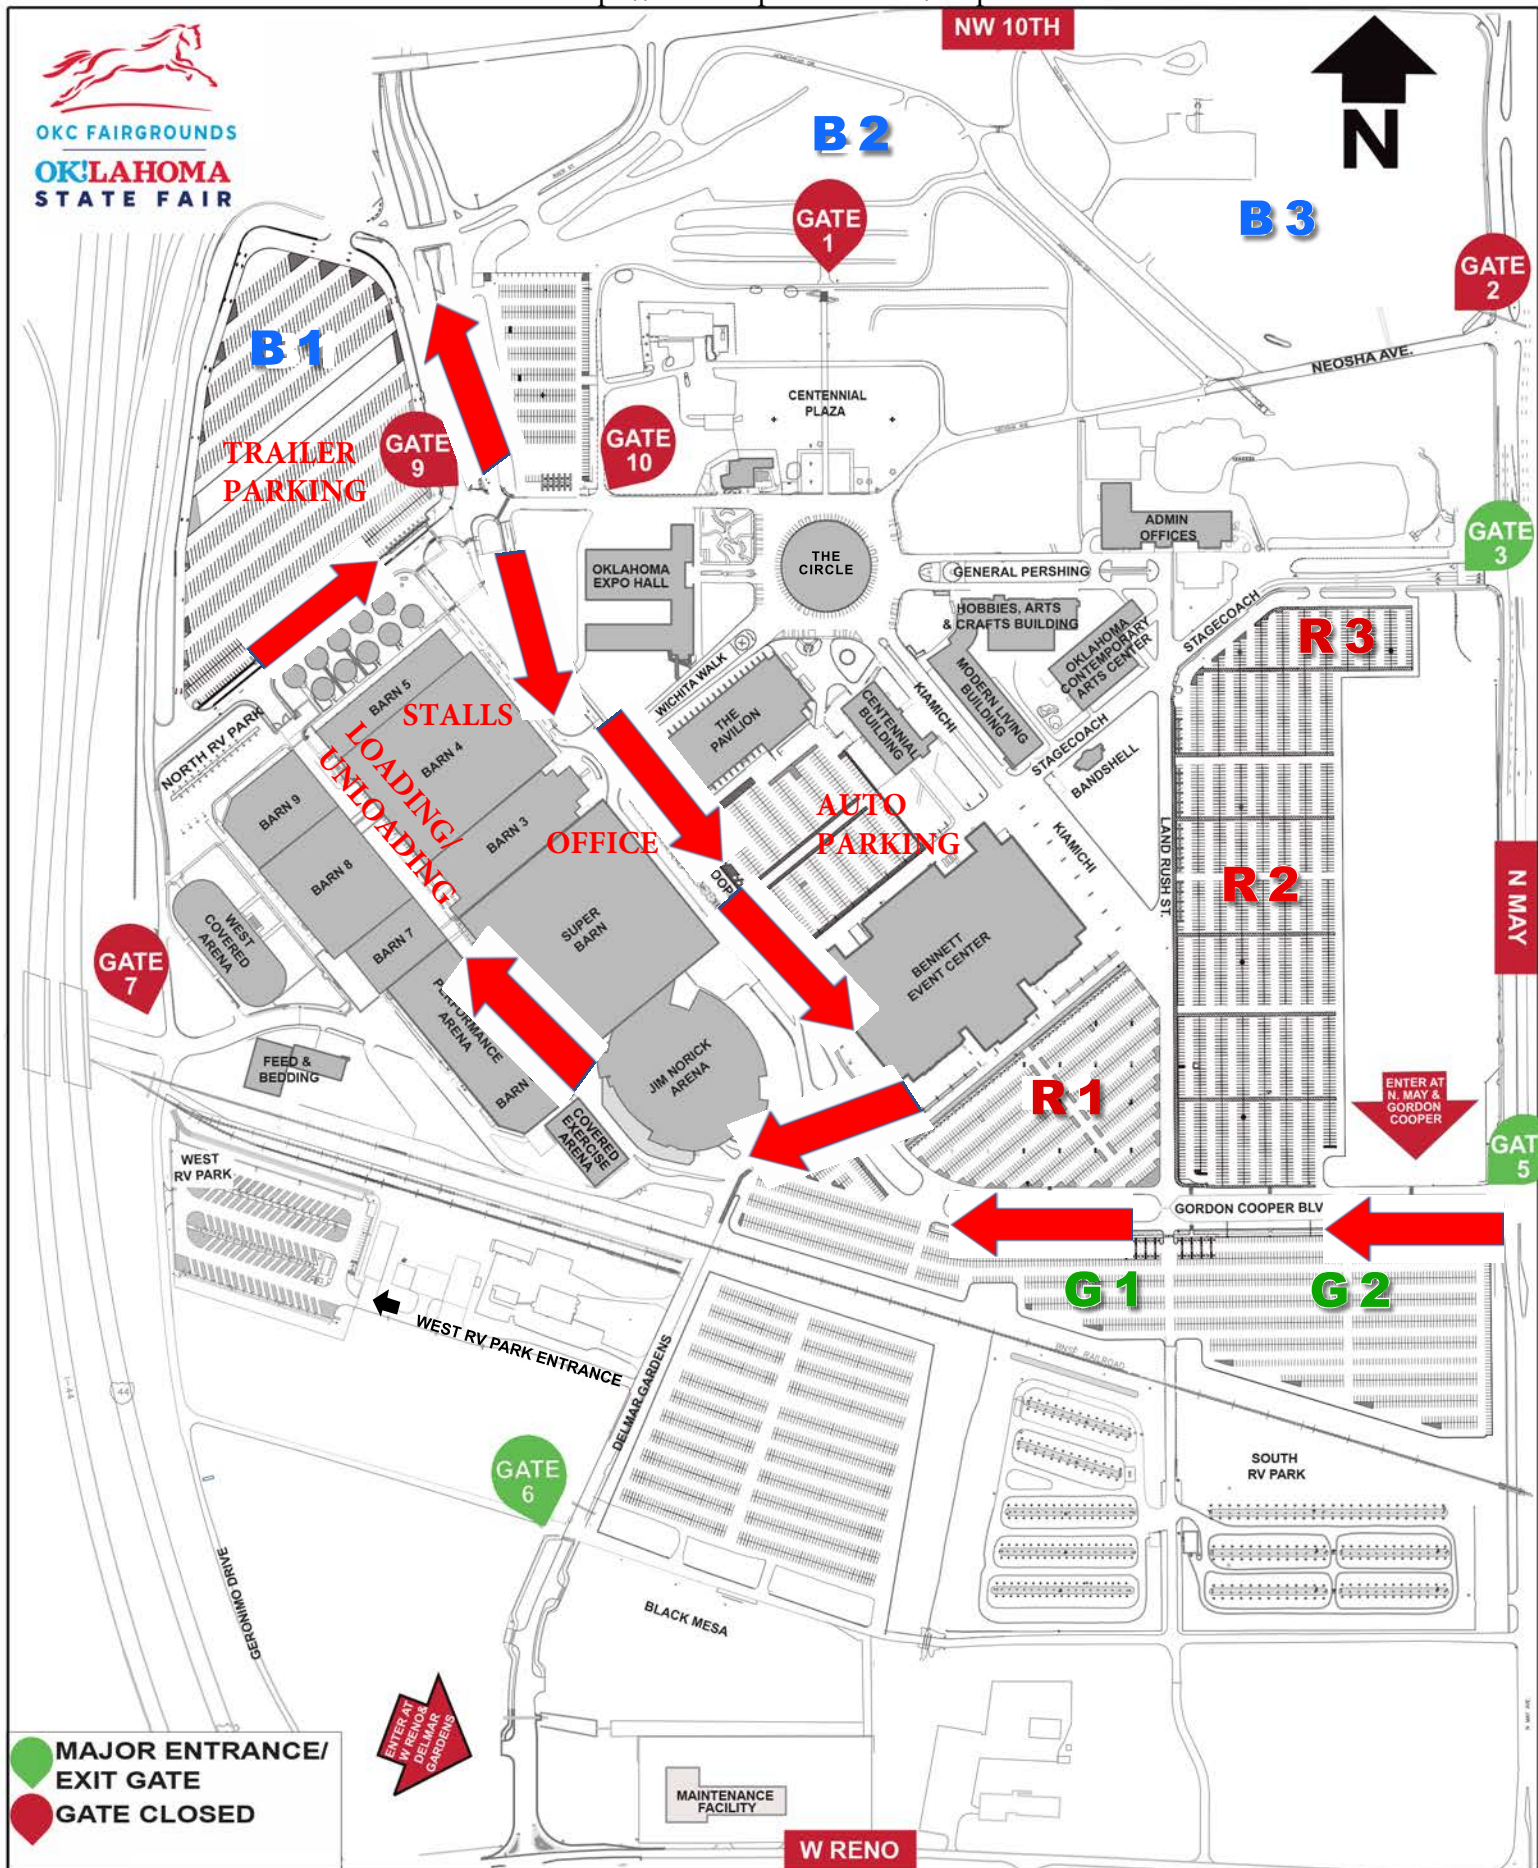 NW 10TH
N
OKC FAIRGROUNDS
OK!LAHOMA
STATE FAIR
B 2
B 3
GATE
1
GATE
2
B 1
NEOSHA AVE.
CENTENNIAL
PLAZA
TRAILER
PARKING
GATE
9
GATE
10
ADMIN
OFFICES
GATE
3
OKLAHOMA
EXPO HALL
THE
CIRCLE
GENERAL PERSHING
HOBBIES, ARTS
& CRAFTS BUILDING
STAGECOACH
R 3
OKLAHOMA
CONTEMPORARY
ARTS CENTER
MODERN LIVING
BUILDING
WICHITA WALK
KIAMICHI
CENTENNIAL
BUILDING
THE
PAVILION
STAGECOACH
BANDSHELL
BARN 5
STALLS
NORTH RV PARK
LOADING/
UNLOADING
BARN 4
BARN 9
BARN 3
OFFICE
AUTO
PARKING
KIAMICHI
LAND RUSH ST.
BARN 8
DOP
R 2
N MAY
SUPER
BARN
WEST
COVERED
ARENA
BARN 7
BENNETT
EVENT CENTER
GATE
7
PERFORMANCE
ARENA
FEED &
BEDDING
BARN
JIM NORICK
ARENA
R 1
ENTER AT
N. MAY &
GORDON
COOPER
COVERED
EXERCISE
ARENA
GAT
5
WEST
RV PARK
GORDON COOPER BLV
G 1
G 2
WEST RV PARK ENTRANCE
DELMAR GARDENS
I-44
44
SOUTH
RV PARK
GATE
6
GERONIMO DRIVE
BLACK MESA
ENTER AT
W RENO &
DELMAR
GARDENS
N MAY AVE.
MAJOR ENTRANCE/
EXIT GATE
GATE CLOSED
MAINTENANCE
FACILITY
W RENO